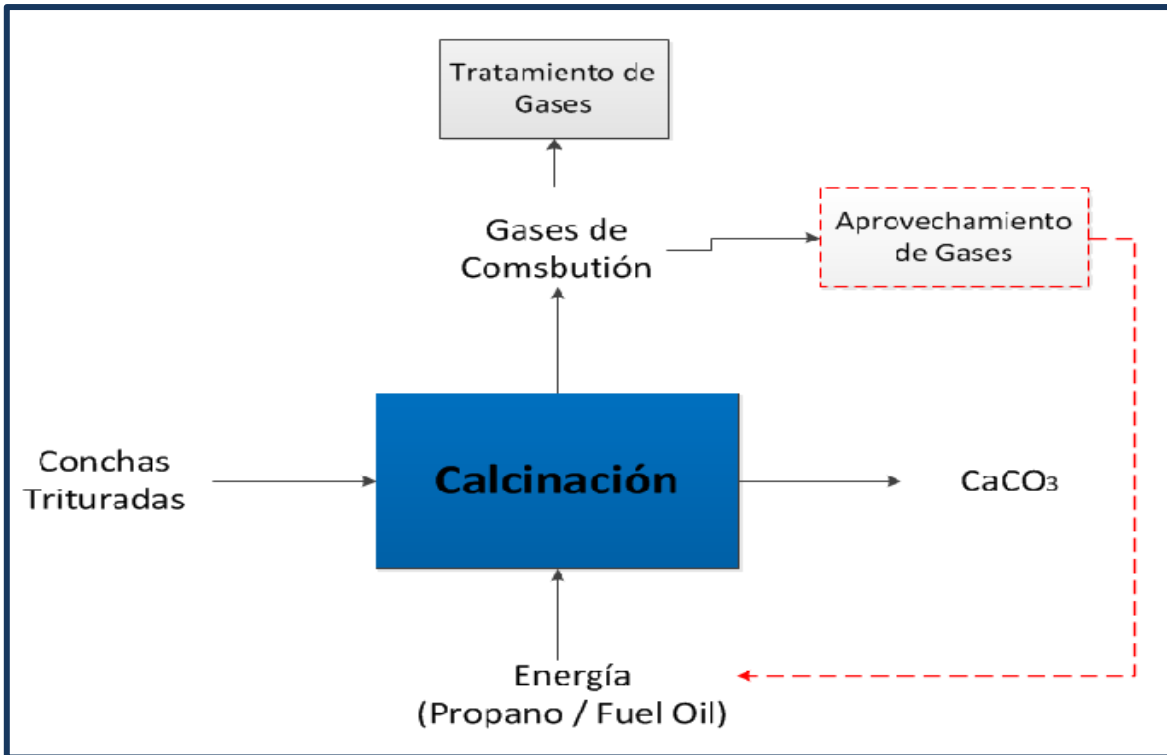 Tratamiento de
Gases
Gases de
Comsbutión
Aprovechamiento
de Gases
Conchas
Trituradas
Calcinación
CaCO₃
Energía
(Propano / Fuel Oil)